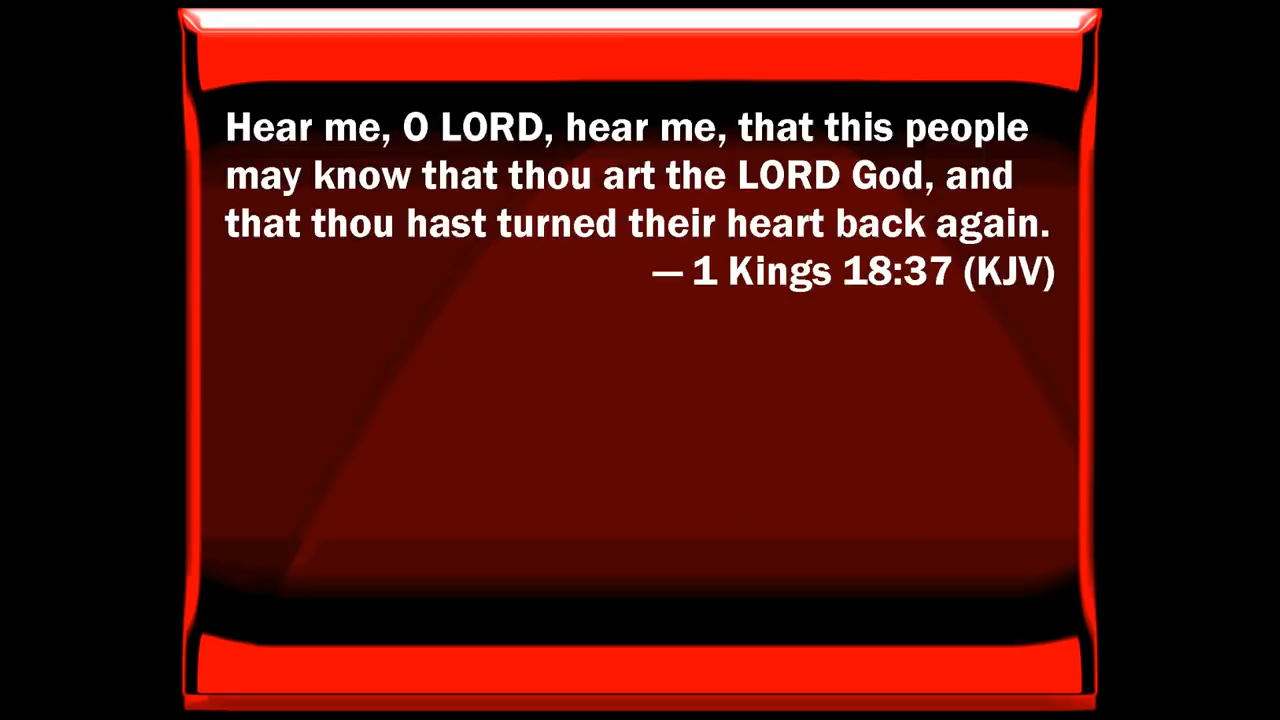 Hear me, O LORD, hear me, that this people
may know that thou art the LORD God, and
that thou hast turned their heart back again.
— 1 Kings 18:37 (KJV)